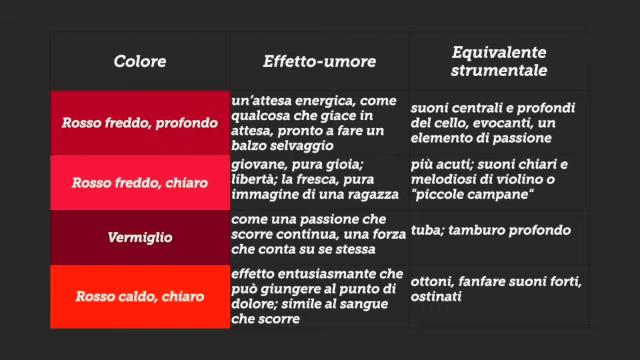 Colore
Effetto-umore
Equivalente
strumentale
Rosso freddo, profondo
un'attesa energica, come
qualcosa che giace in
attesa, pronto a fare un
balzo selvaggio
suoni centrali e profondi
del cello, evocanti, un
elemento di passione
Rosso freddo, chiaro
giovane, pura gioia;
libertà; la fresca, pura
immagine di una ragazza
più acuti; suoni chiari e
melodiosi di violino o
"piccole campane"
Vermiglio
come una passione che
scorre continua, una forza
che conta su se stessa
tuba; tamburo profondo
Rosso caldo, chiaro
effetto entusiasmante che
può giungere al punto di
dolore; simile al sangue
che scorre
ottoni, fanfare suoni forti,
ostinati